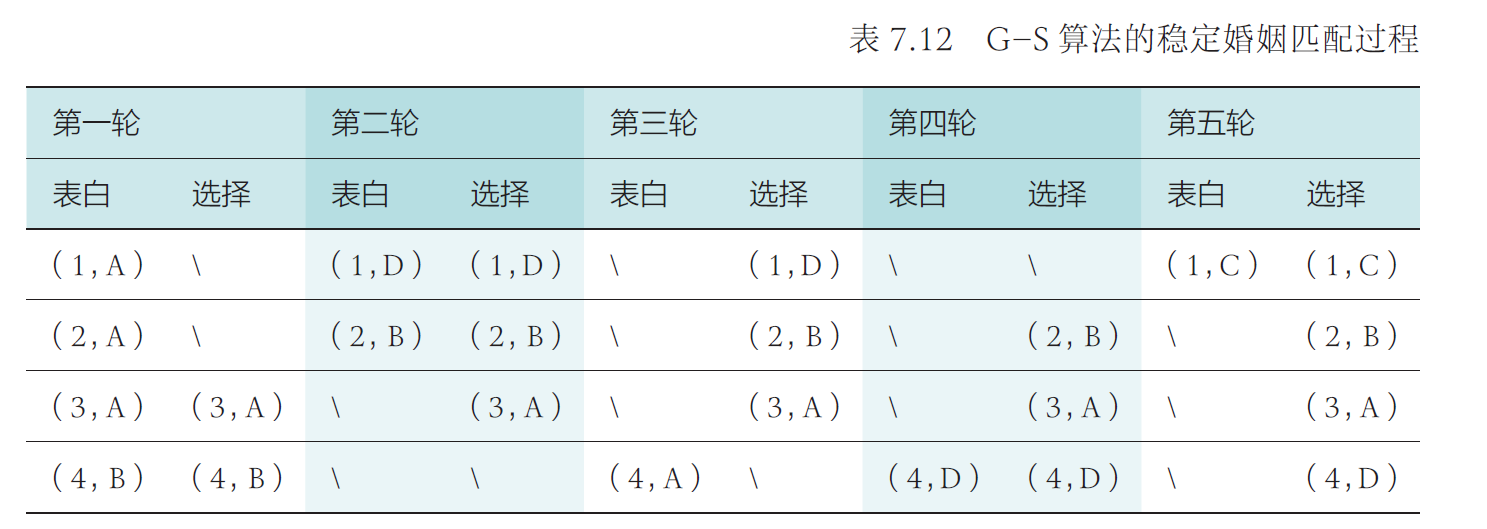 表 7.12 G-S 算法的稳定婚姻匹配过程
第一轮 第二轮 第三轮 第四轮 第五轮
表白 选择 表白 选择 表白 选择 表白 选择 表白 选择
(1,A) \ (1,D) (1,D) \ (1,D) \ \ (1,C) (1,C)
(2,A) \ (2,B) (2,B) \ (2,B) \ (2,B) \ (2,B)
(3,A) (3,A) \ (3,A) \ (3,A) \ (3,A) \ (3,A)
(4,B) (4,B) \ \ (4,A) \ (4,D) (4,D) \ (4,D)